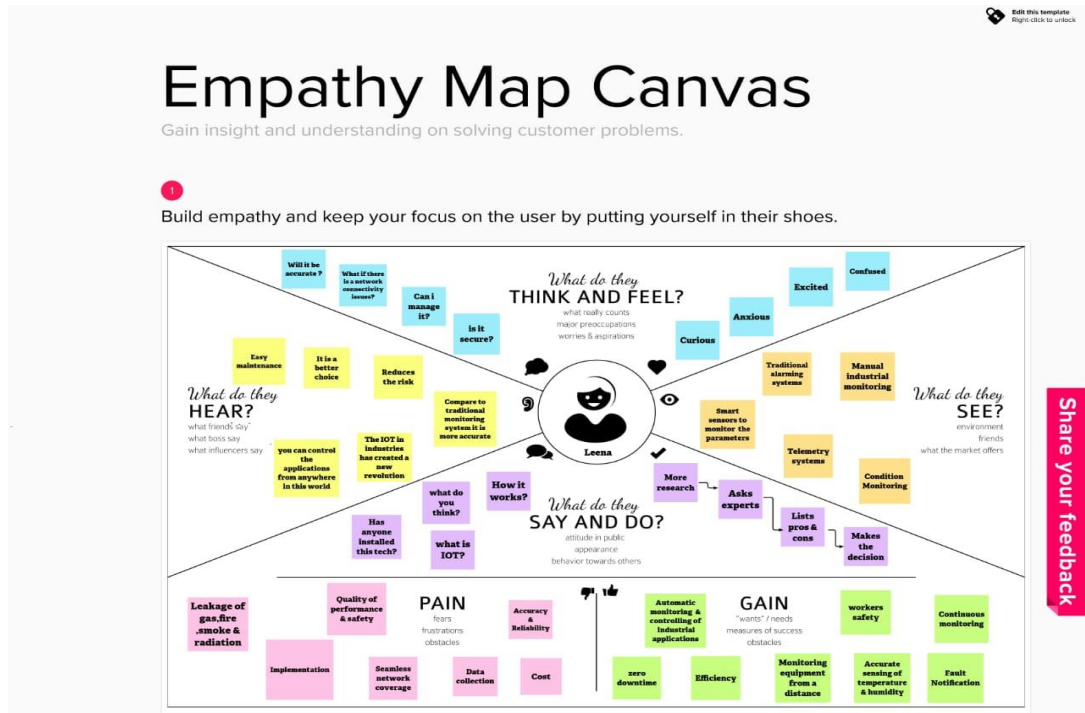 Edit this template
Right-click to unlock
Empathy Map Canvas
Gain insight and understanding on solving customer problems.
1
Build empathy and keep your focus on the user by putting yourself in their shoes.
What do they
THINK AND FEEL?
what really counts
major preoccupations
worries & aspirations
Will it be
accurate ?
What if there
is a network
connectivity
issues?
Can i
manage
it?
is it
secure?
Curious
Anxious
Excited
Confused
What do they
HEAR?
what friends say
what boss say
what influencers say
Easy
maintenance
It is a
better
choice
Reduces
the risk
Compare to
traditional
monitoring
system it is
more accurate
you can control
the
applications
from anywhere
in this world
The IOT in
industries
has created a
new
revolution
Leena
What do they
SEE?
environment
friends
what the market offers
Traditional
alarming
systems
Manual
industrial
monitoring
Smart
sensors to
monitor the
parameters
Telemetry
systems
Condition
Monitoring
What do they
SAY AND DO?
attitude in public
appearance
behavior towards others
Has
anyone
installed
this tech?
what do
you
think?
How it
works?
what is
IOT?
More
research
Asks
experts
Lists
pros &
cons
Makes
the
decision
PAIN
fears
frustrations
obstacles
Leakage of
gas,fire
,smoke &
radiation
Quality of
performance
& safety
Accuracy
&
Reliability
Implementation
Seamless
network
coverage
Data
collection
Cost
GAIN
"wants" / needs
measures of success
obstacles
Automatic
monitoring &
controlling of
industrial
applications
workers
safety
Continuous
monitoring
zero
downtime
Efficiency
Monitoring
equipment
from a
distance
Accurate
sensing of
temperature
& humidity
Fault
Notification
Share your feedback